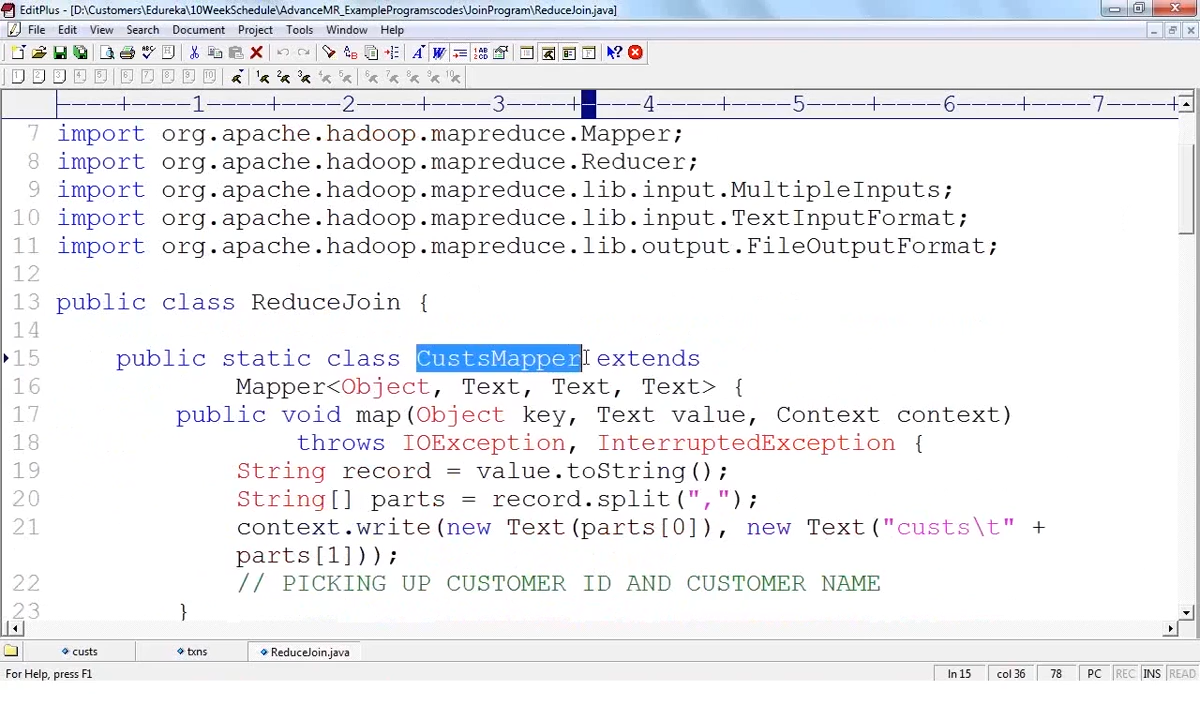 EditPlus - [D:\Customers\Edureka\10WeekSchedule\AdvanceMR_ExampleProgramscodes\JoinProgram\ReduceJoin.java]
File Edit View Search Document Project Tools Window Help
----+----1----+----2----+----3----+----4----+----5----+----6----+----7----+
7 import org.apache.hadoop.mapreduce.Mapper;
8 import org.apache.hadoop.mapreduce.Reducer;
9 import org.apache.hadoop.mapreduce.lib.input.MultipleInputs;
10 import org.apache.hadoop.mapreduce.lib.input.TextInputFormat;
11 import org.apache.hadoop.mapreduce.lib.output.FileOutputFormat;
12
13 public class ReduceJoin {
14
15 public static class CustsMapper extends
16 Mapper<Object, Text, Text, Text> {
17 public void map(Object key, Text value, Context context)
18 throws IOException, InterruptedException {
19 String record = value.toString();
20 String[] parts = record.split(",");
21 context.write(new Text(parts[0]), new Text("custs\t" +
parts[1]));
22 // PICKING UP CUSTOMER ID AND CUSTOMER NAME
23 }
custs txns ReduceJoin.java
For Help, press F1 ln 15 col 36 78 PC REC INS READ